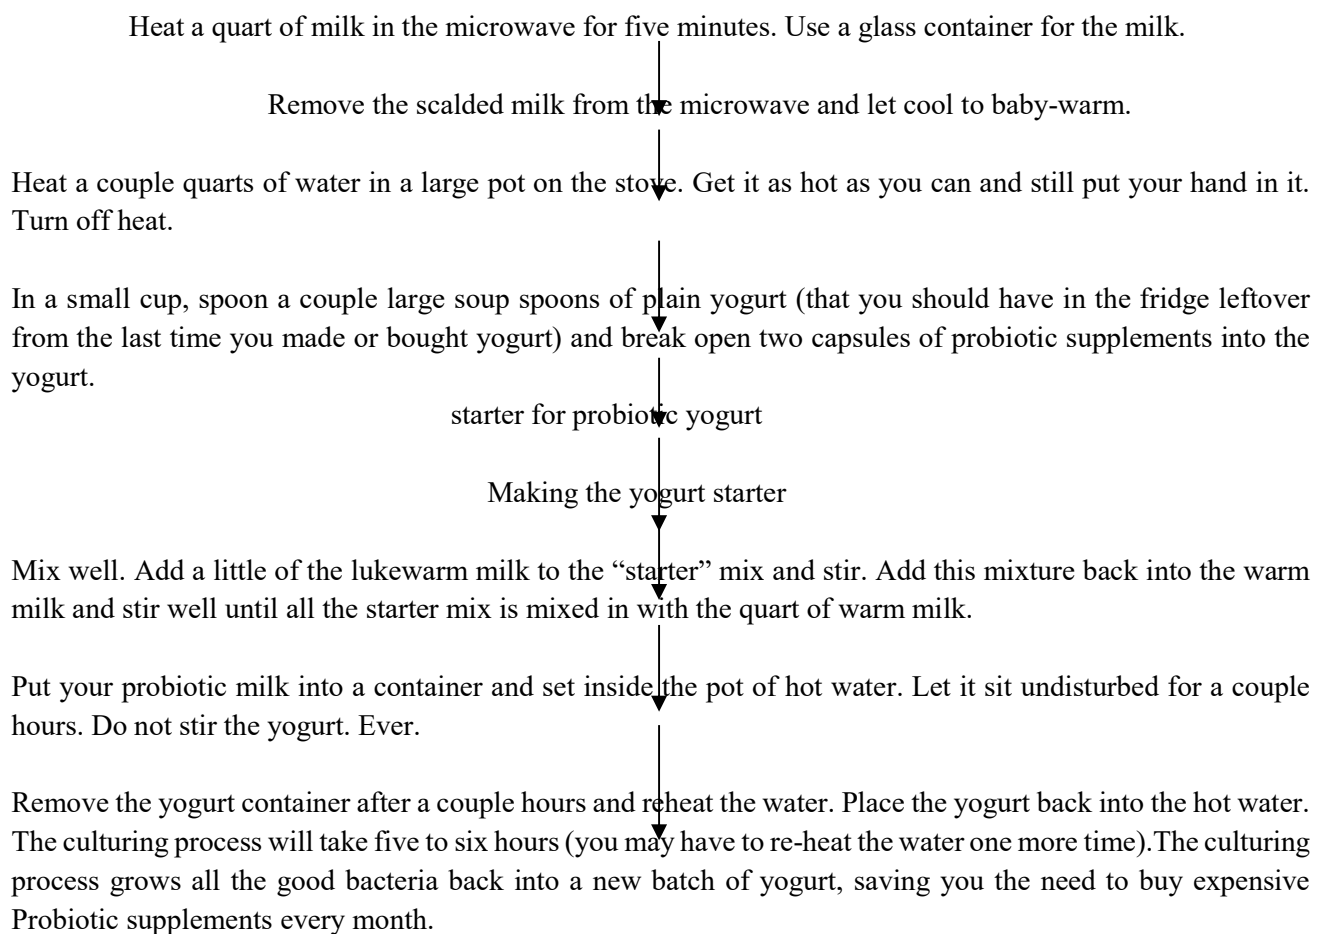 Heat a quart of milk in the microwave for five minutes. Use a glass container for the milk.
Remove the scalded milk from the microwave and let cool to baby-warm.
Heat a couple quarts of water in a large pot on the stove. Get it as hot as you can and still put your hand in it.
Turn off heat.
In a small cup, spoon a couple large soup spoons of plain yogurt (that you should have in the fridge leftover
from the last time you made or bought yogurt) and break open two capsules of probiotic supplements into the
yogurt.
starter for probiotic yogurt
Making the yogurt starter
Mix well. Add a little of the lukewarm milk to the “starter” mix and stir. Add this mixture back into the warm
milk and stir well until all the starter mix is mixed in with the quart of warm milk.
Put your probiotic milk into a container and set inside the pot of hot water. Let it sit undisturbed for a couple
hours. Do not stir the yogurt. Ever.
Remove the yogurt container after a couple hours and reheat the water. Place the yogurt back into the hot water.
The culturing process will take five to six hours (you may have to re-heat the water one more time).The culturing
process grows all the good bacteria back into a new batch of yogurt, saving you the need to buy expensive
Probiotic supplements every month.